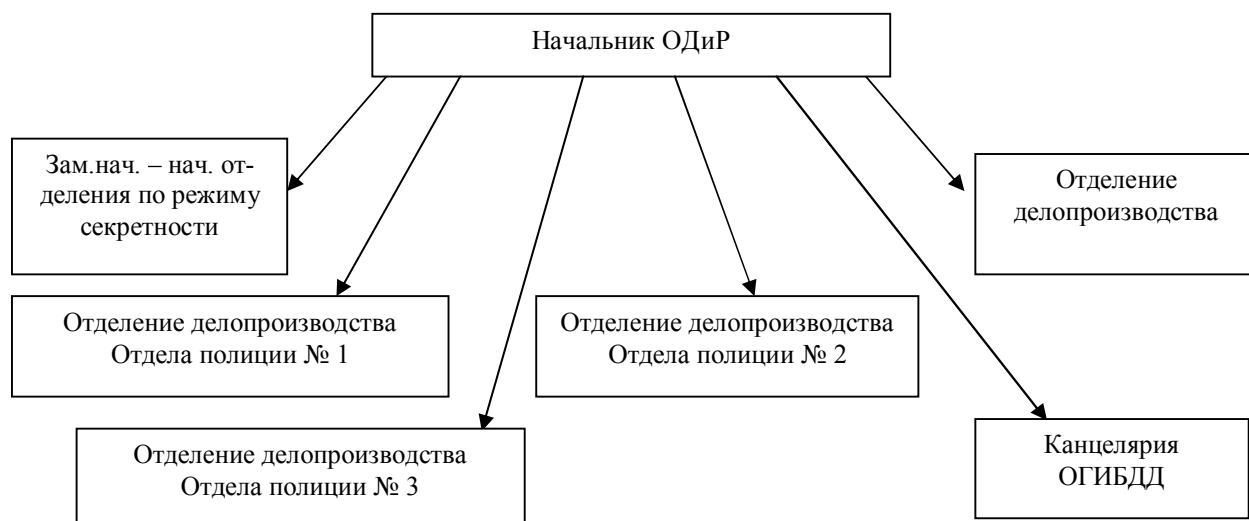 Начальник ОДиР
Зам.нач. – нач. от-
деления по режиму
секретности
Отделение
делопроизводства
Отделение делопроизводства
Отдела полиции № 1
Отделение делопроизводства
Отдела полиции № 2
Отделение делопроизводства
Отдела полиции № 3
Канцелярия
ОГИБДД